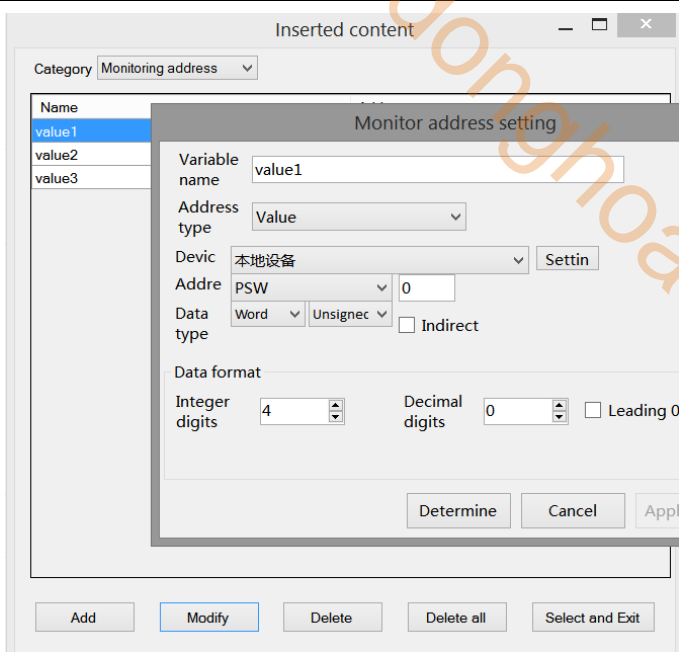 Inserted content
Category Monitoring address
Name
value1
value2
value3
Monitor address setting
Variable name value1
Address type Value
Devic 本地设备 Settin
Addre PSW 0
Data type Word Unsignec Indirect
Data format
Integer digits 4 Decimal digits 0 Leading 0
Determine Cancel Appl
Add Modify Delete Delete all Select and Exit
donghoa